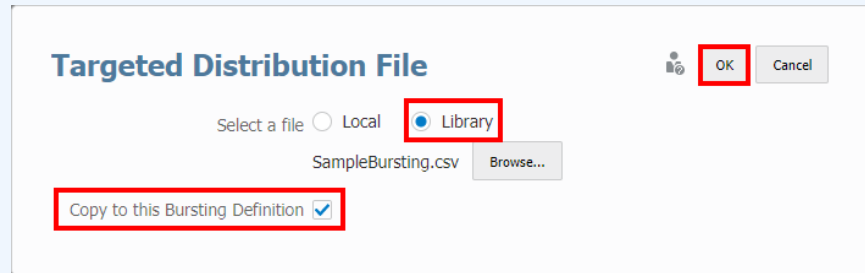 Targeted Distribution File OK Cancel
Select a file Local Library
SampleBursting.csv Browse...
Copy to this Bursting Definition